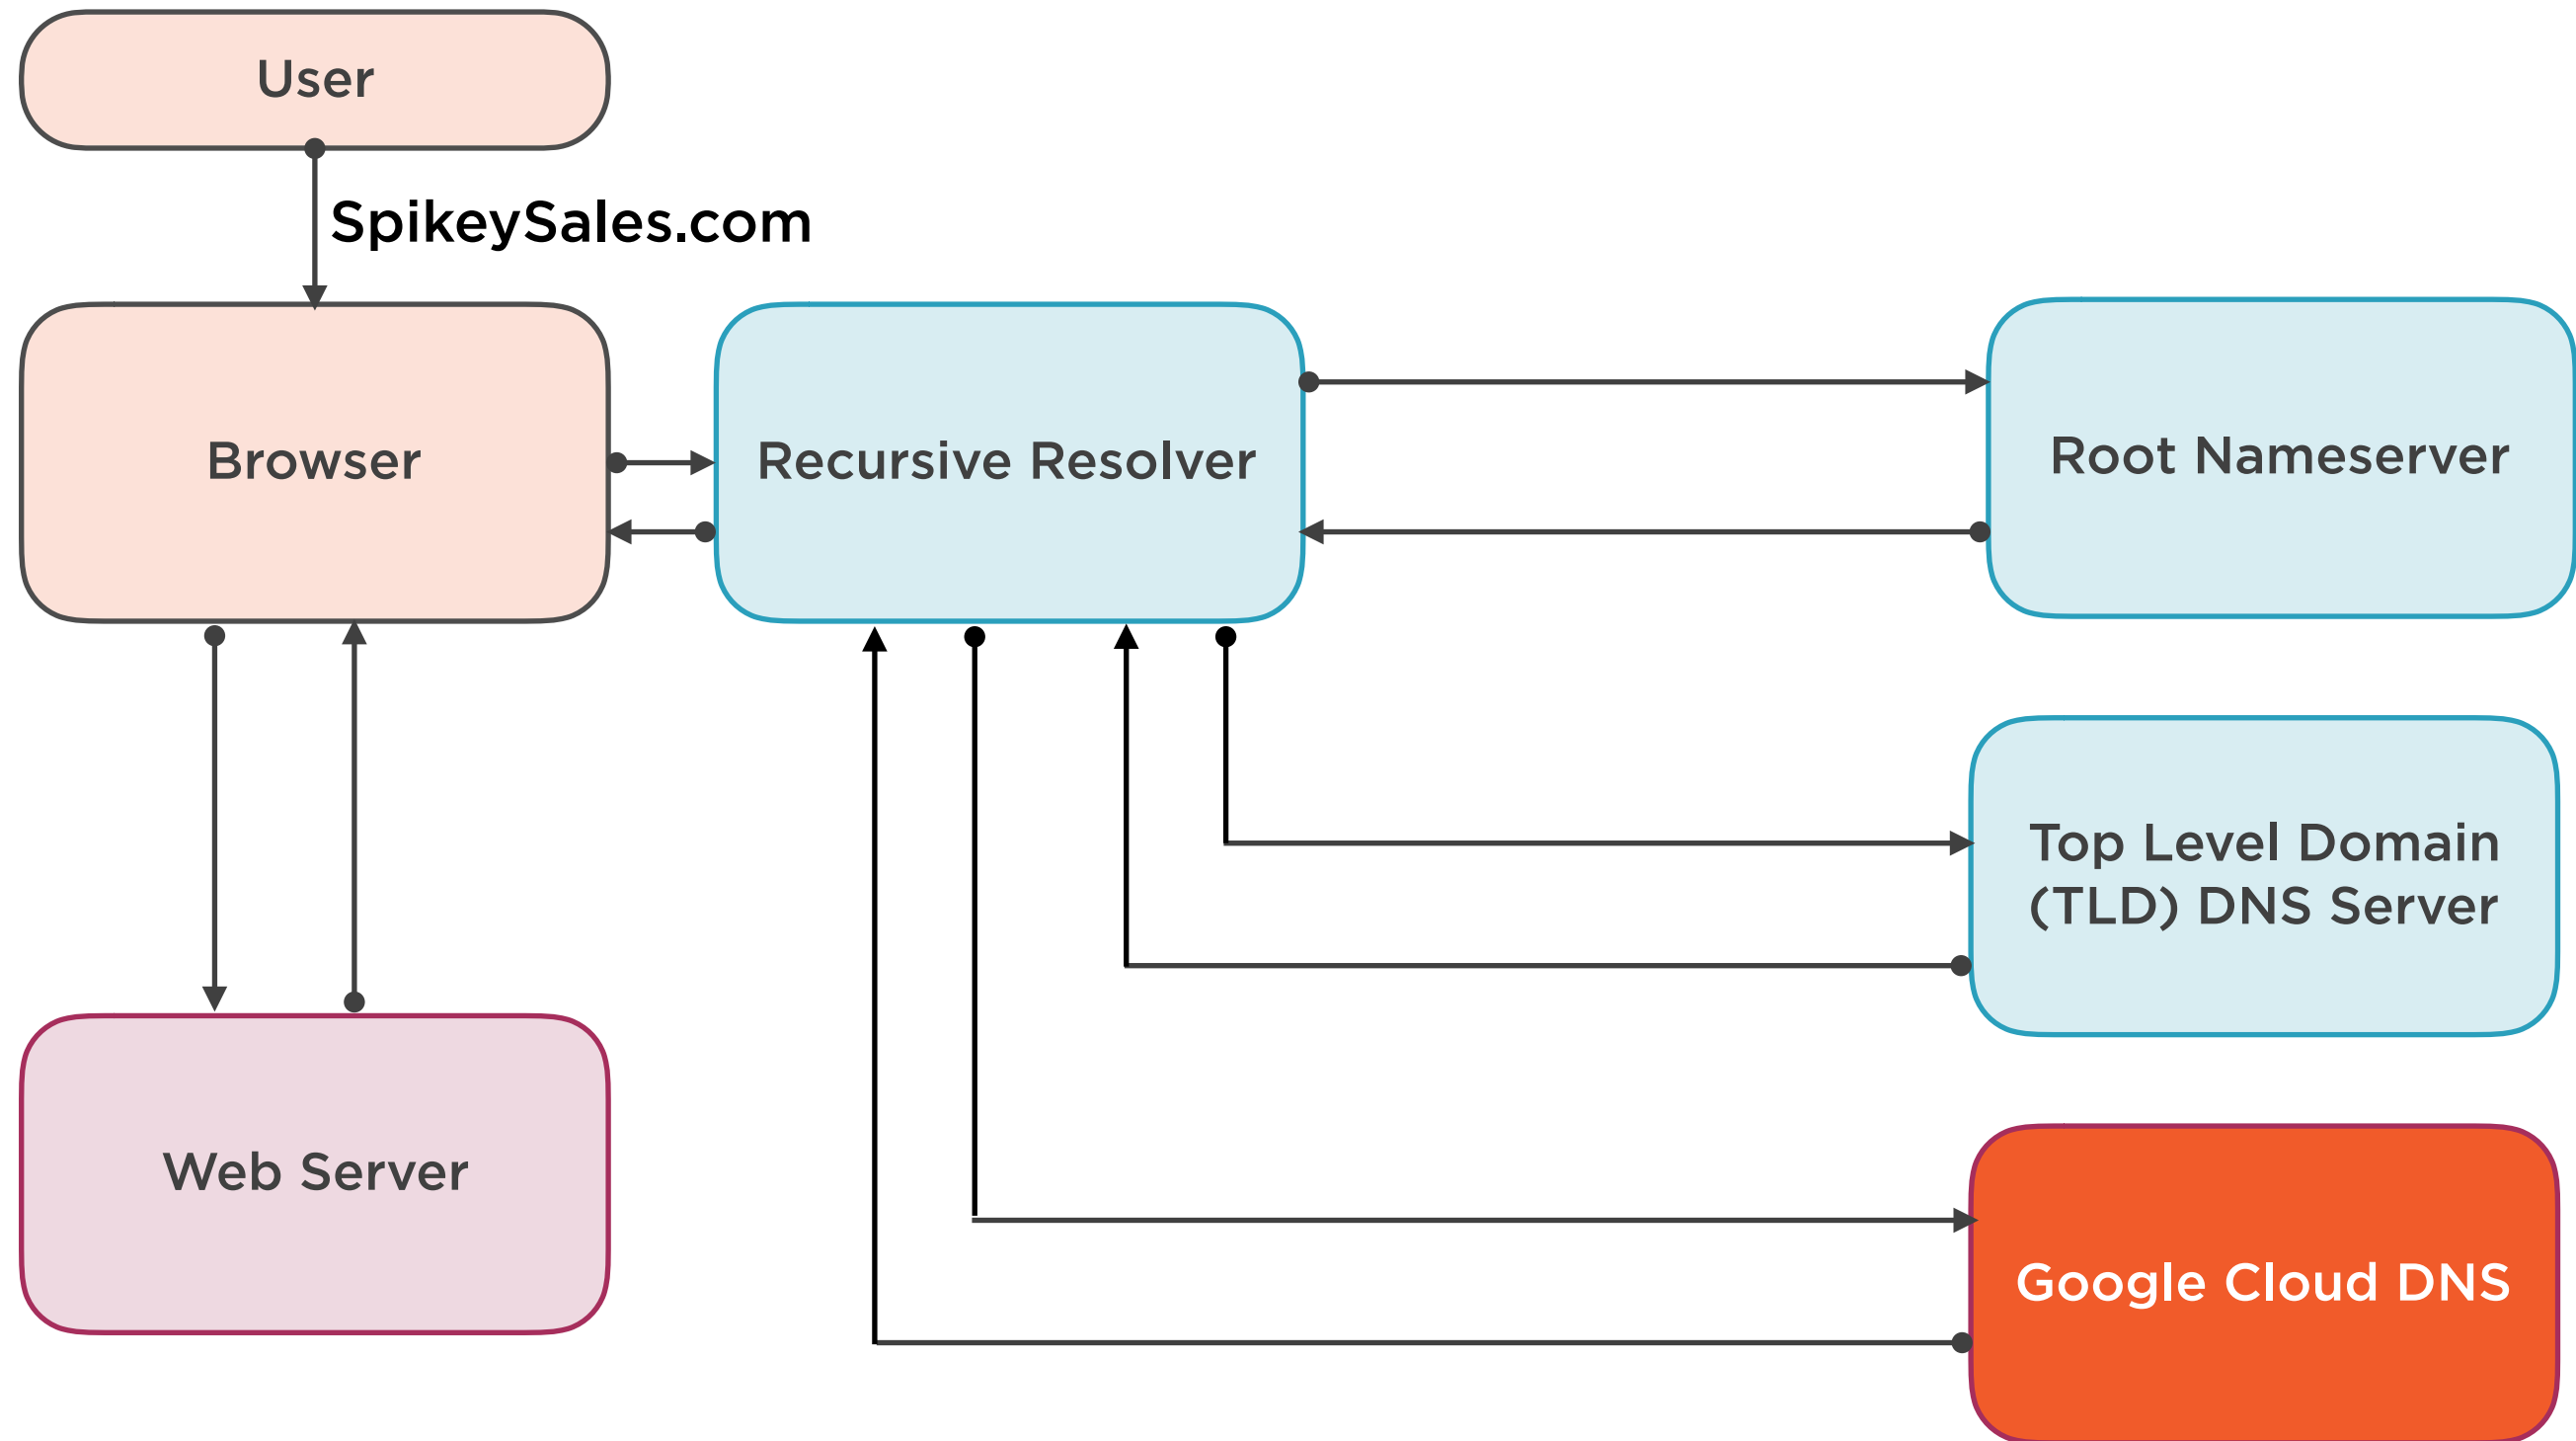 User
SpikeySales.com
Browser
Recursive Resolver
Root Nameserver
Top Level Domain
(TLD) DNS Server
Web Server
Google Cloud DNS